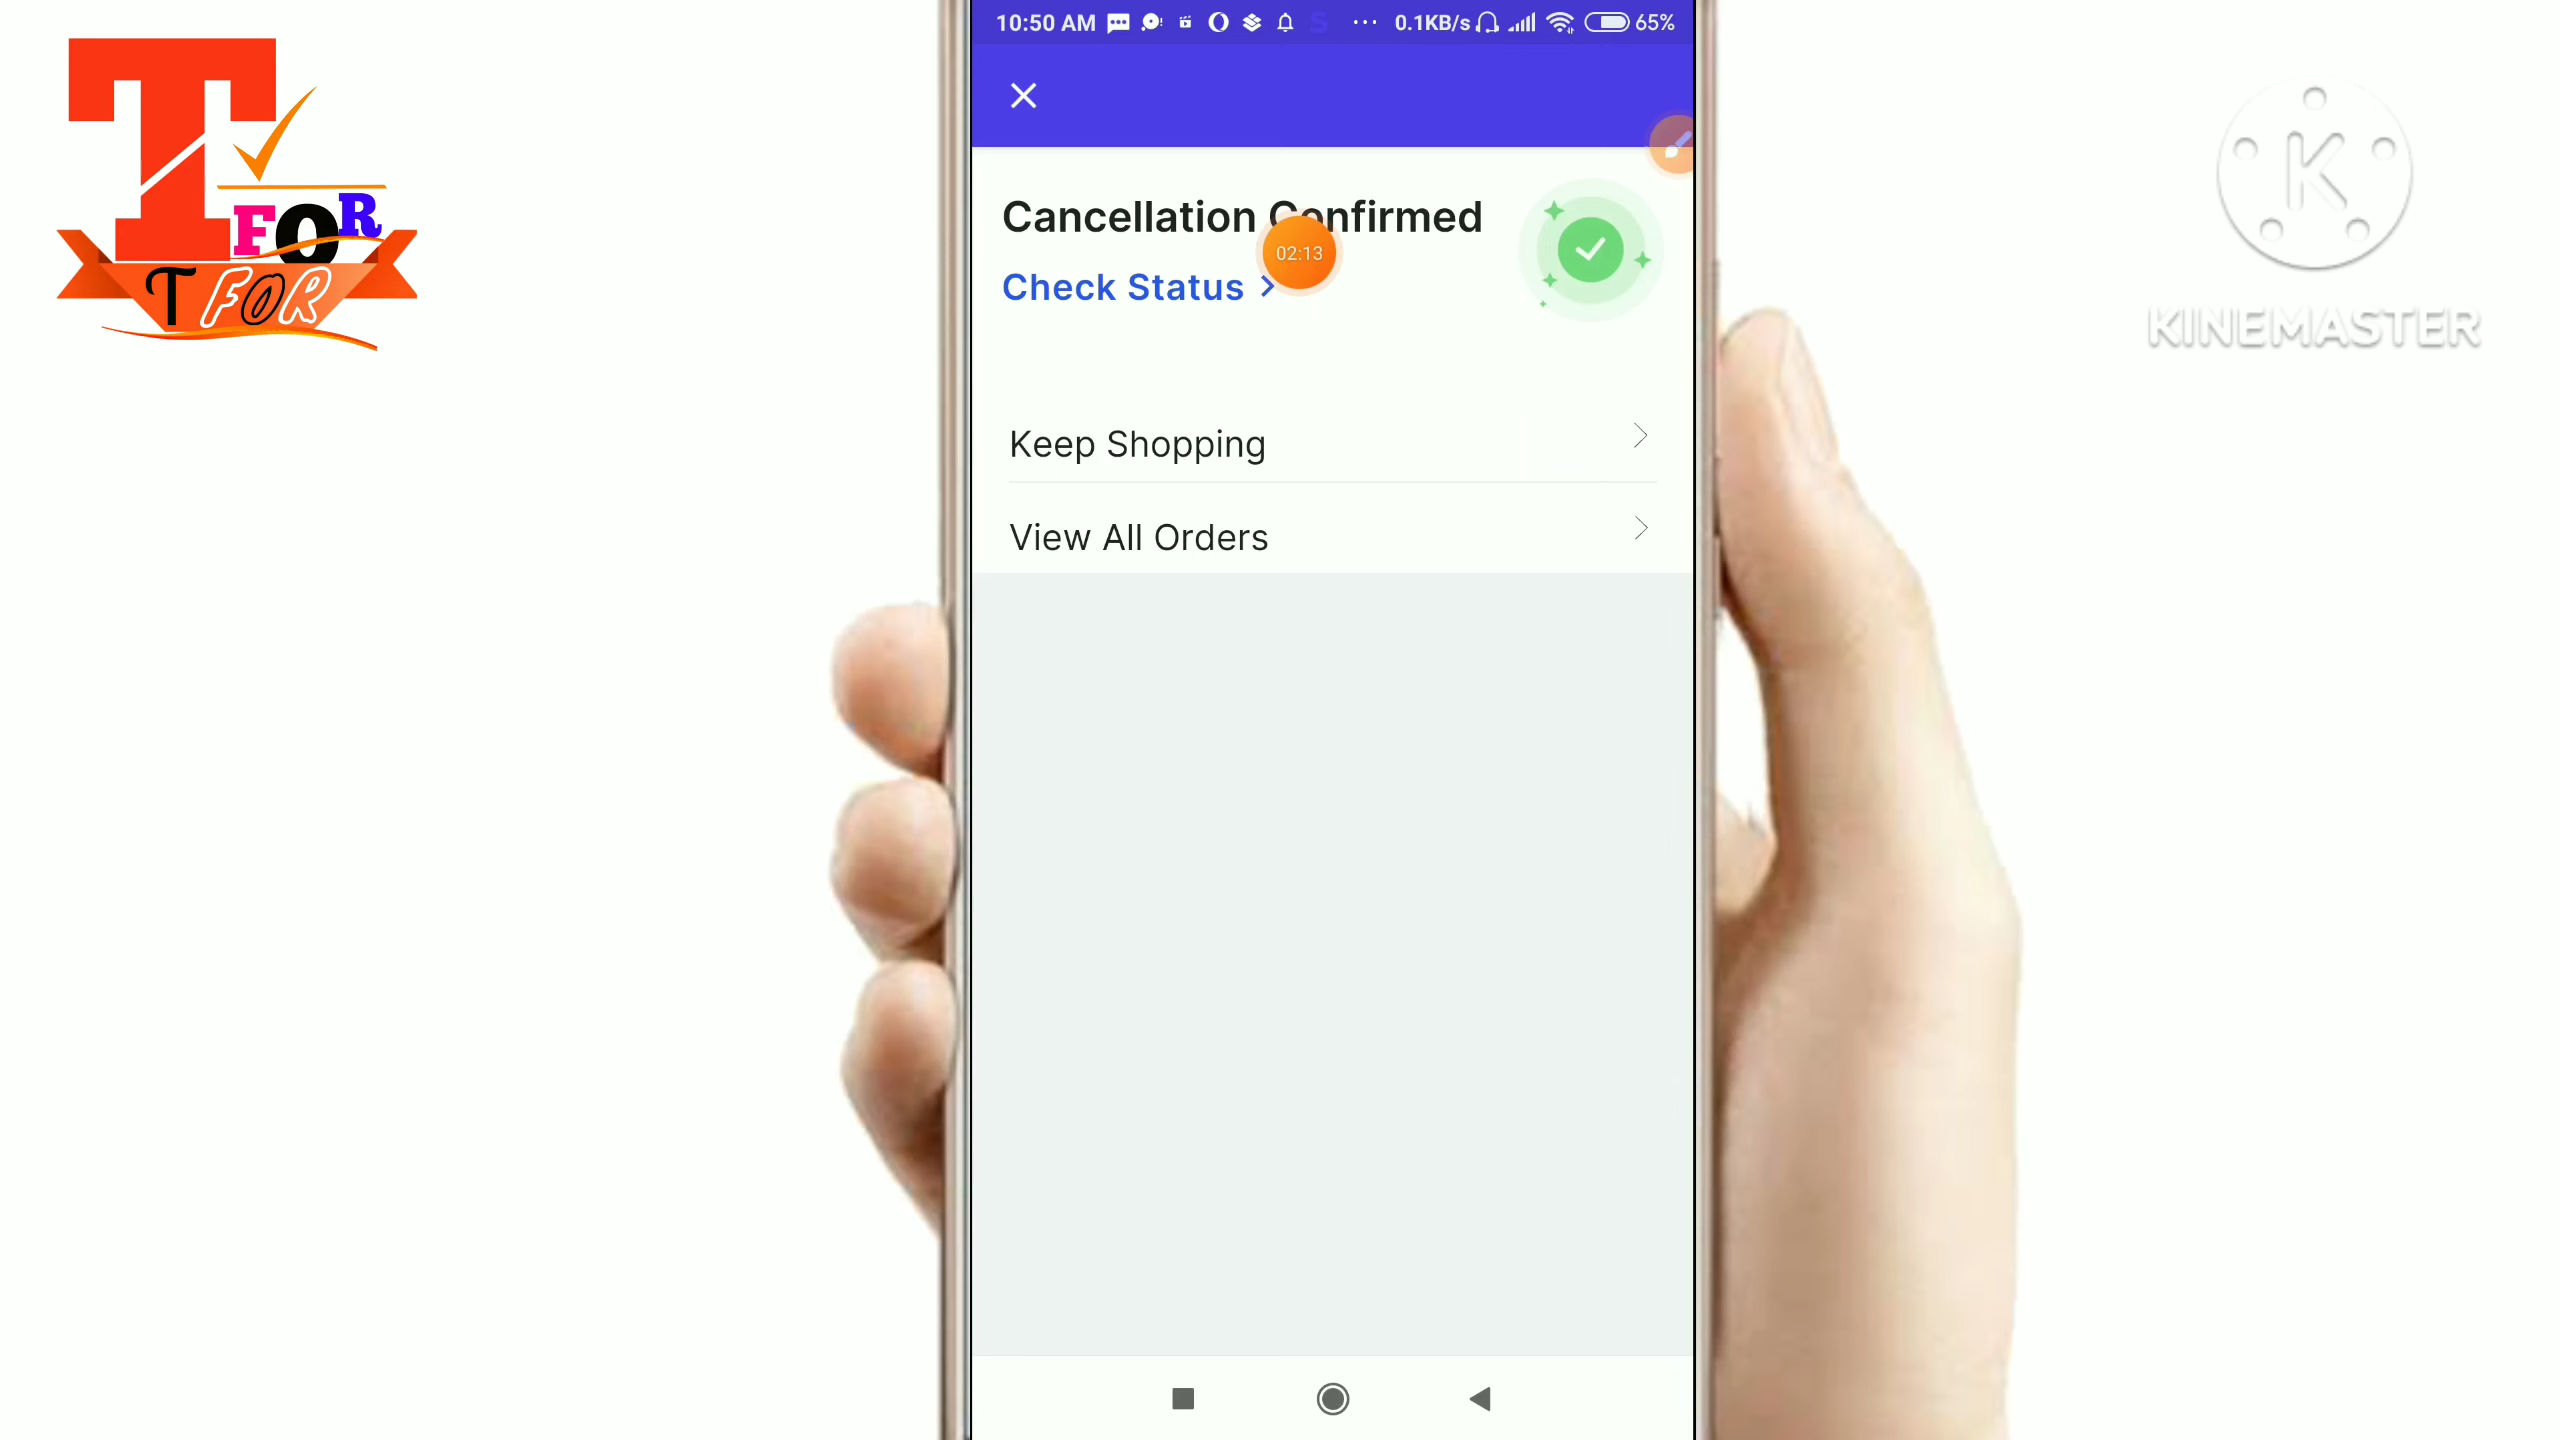 T
FOR
T FOR
10:50 AM
0.1KB/s
65%
Cancellation Confirmed
02:13
Check Status
Keep Shopping
View All Orders
K
KINEMASTER